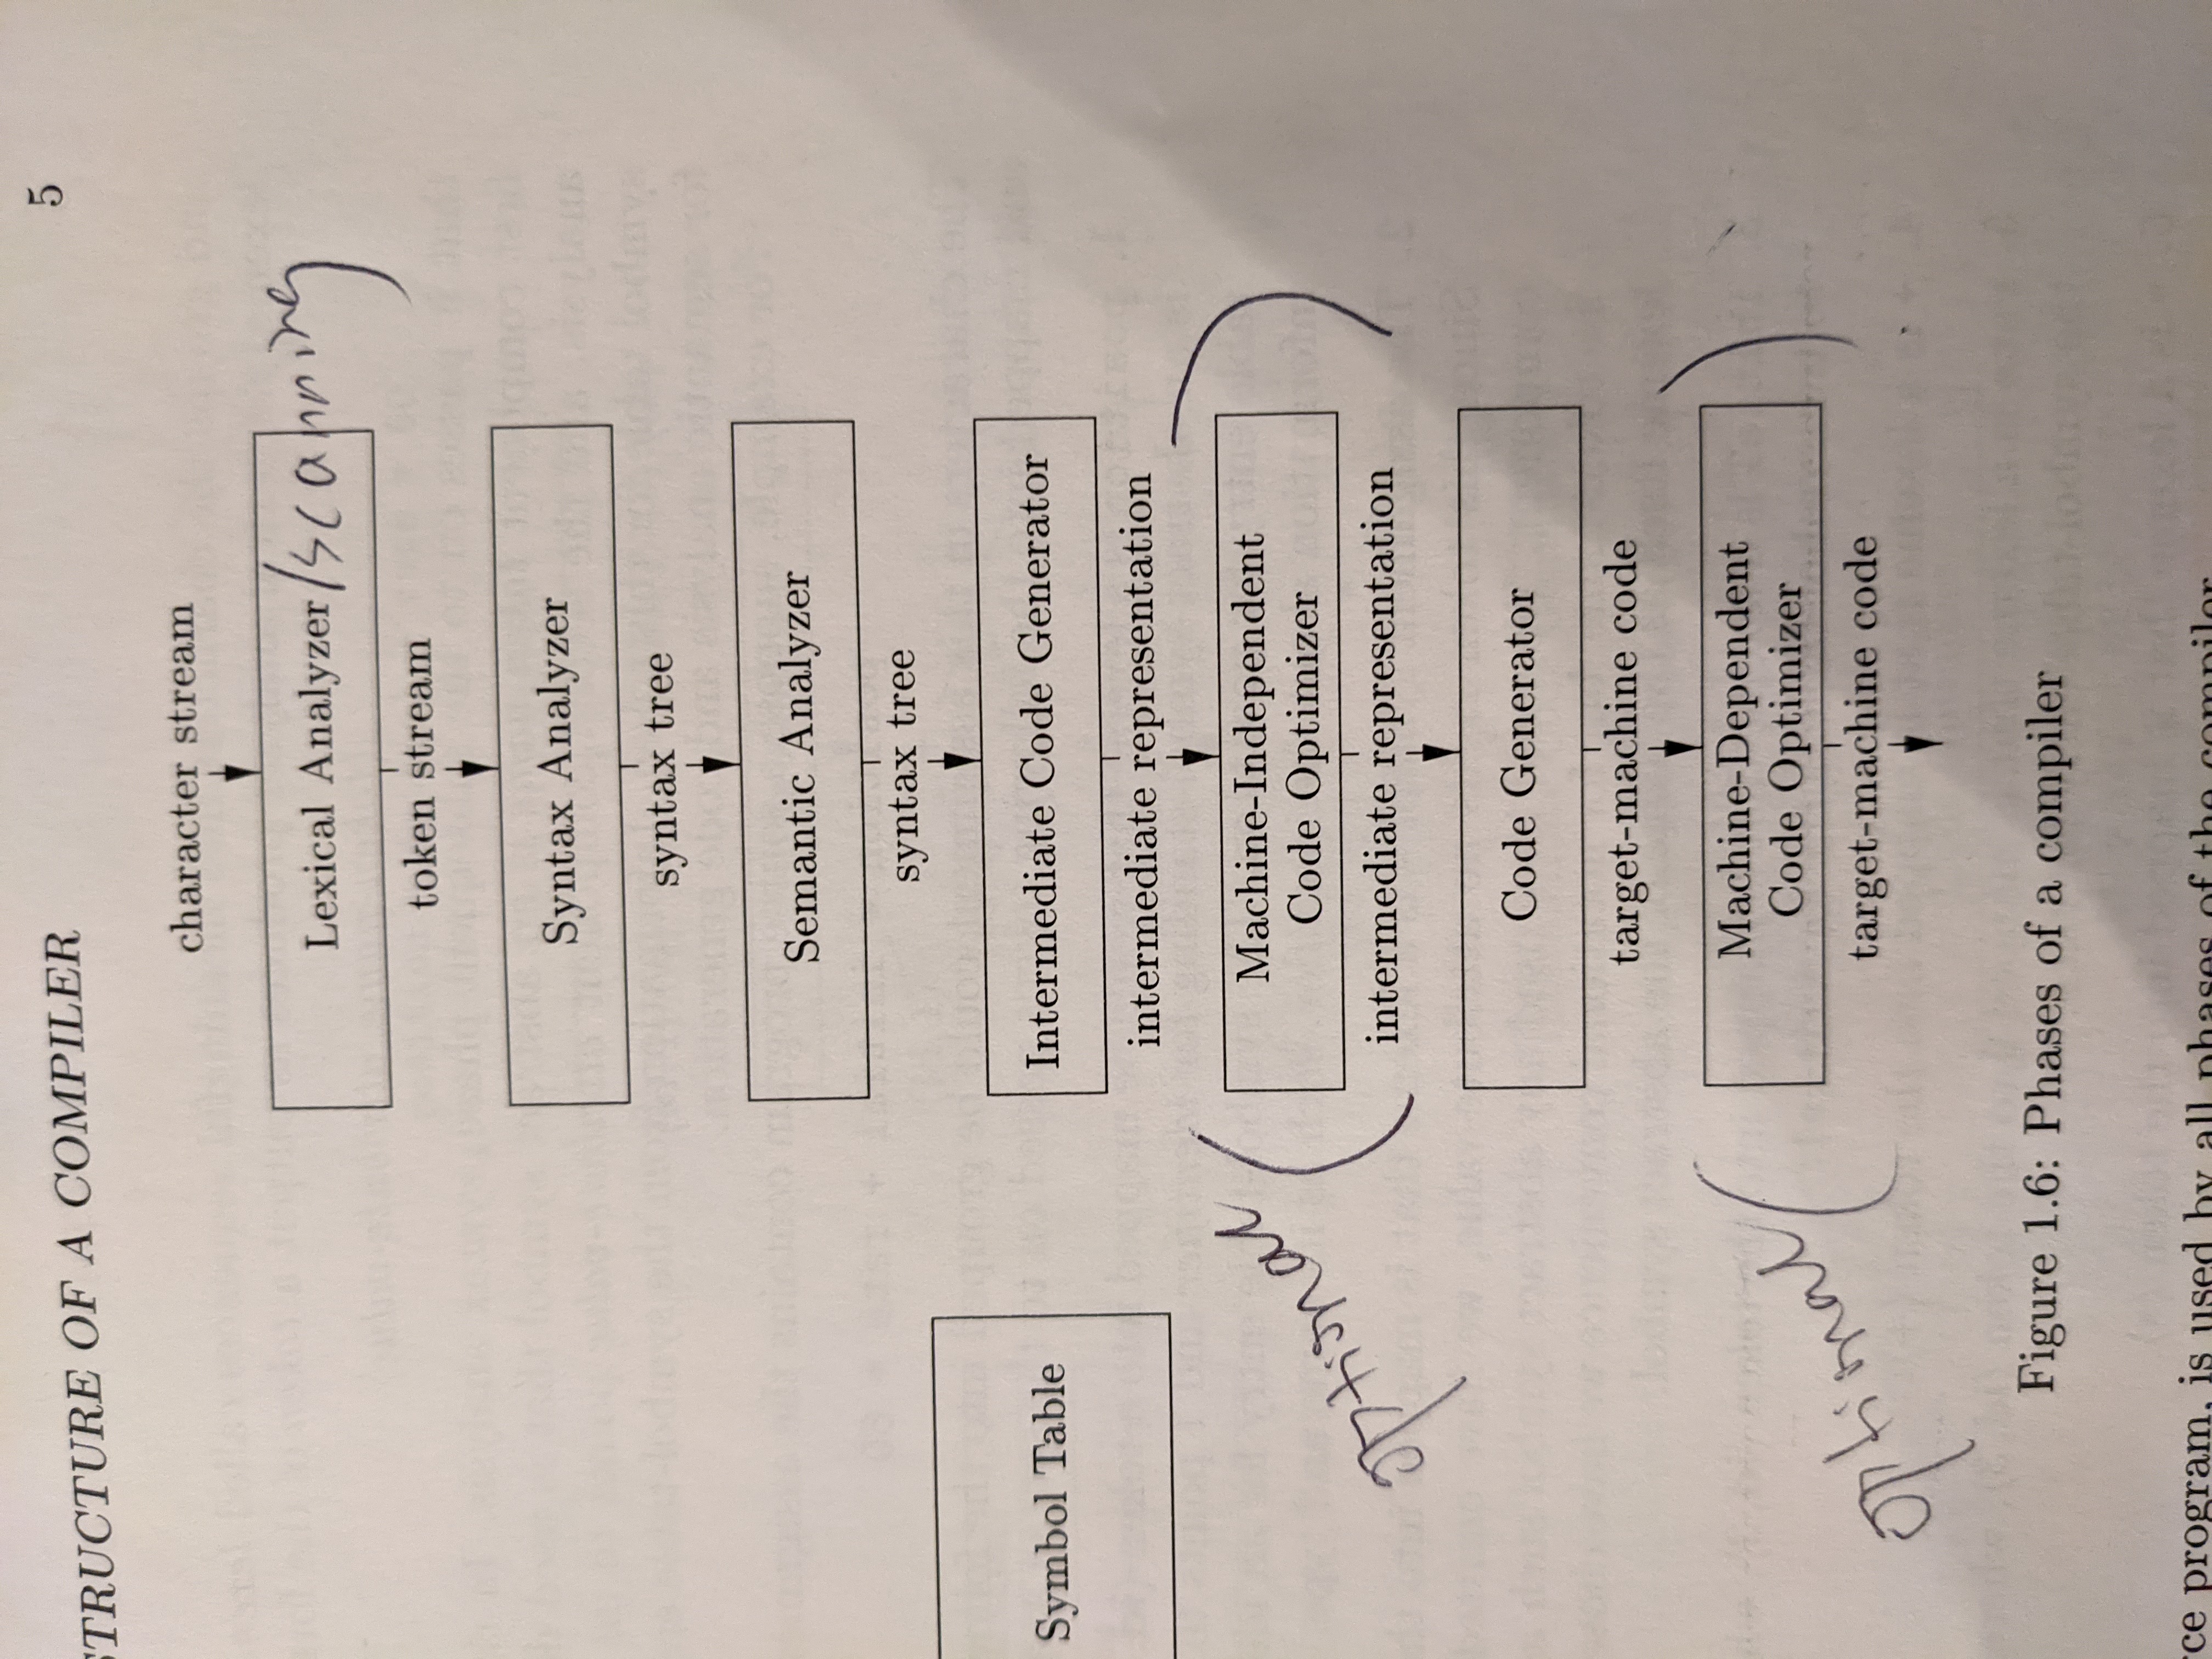 STRUCTURE OF A COMPILER 5
character stream
Lexical Analyzer/scanning
token stream
Syntax Analyzer
syntax tree
Semantic Analyzer
syntax tree
Symbol Table
Intermediate Code Generator
intermediate representation
optional
Machine-Independent
Code Optimizer
intermediate representation
Code Generator
target-machine code
optional
Machine-Dependent
Code Optimizer
target-machine code
Figure 1.6: Phases of a compiler
program, is used by all phases of the compiler